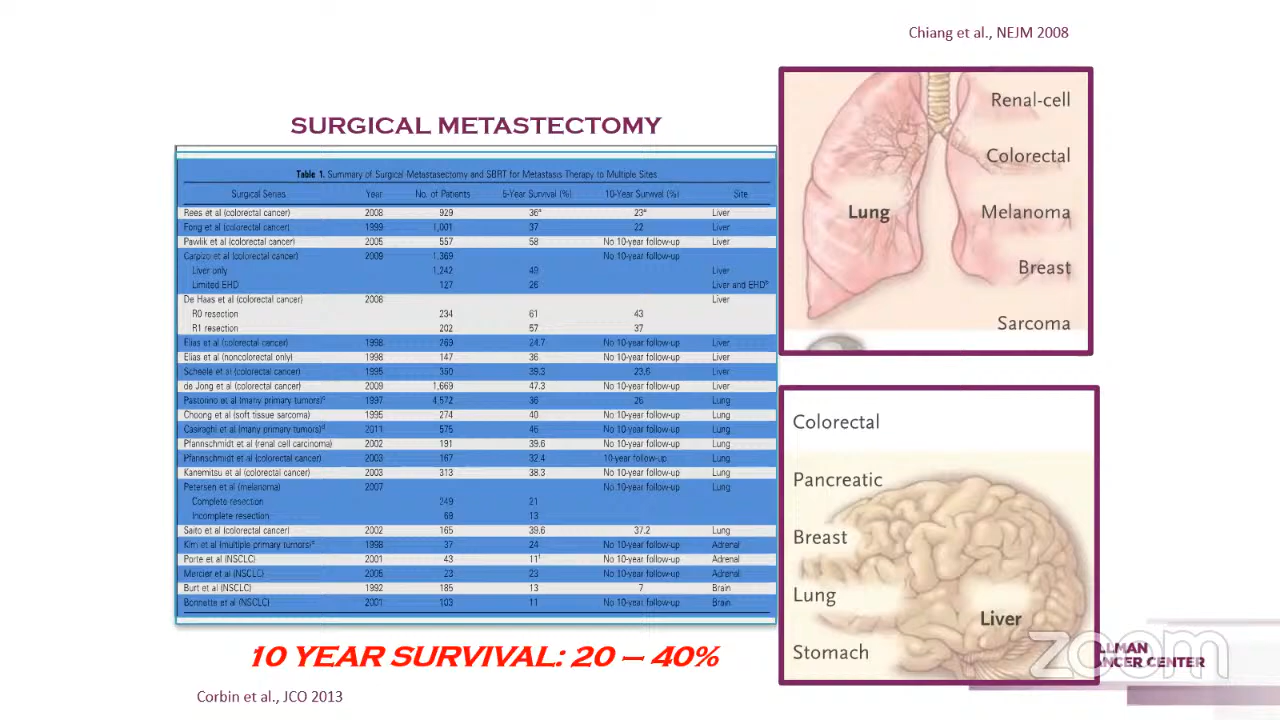 Chiang et al., NEJM 2008
SURGICAL METASTECTOMY
Table 1. Summary of Surgical Metastasectomy and SBRT for Metastasis Therapy to Multiple Sites
Surgical Series Year No. of Patients 5-Year Survival (%) 10-Year Survival (%) Site
Rees et al (colorectal cancer) 2008 929 36* 23* Liver
Fong et al (colorectal cancer) 1999 1,001 37 22 Liver
Pawlik et al (colorectal cancer) 2005 557 58 No 10-year follow-up Liver
Carpizo et al (colorectal cancer) 2009 1,369 No 10-year follow-up
Liver only 1,242 49 Liver
Limited EHD 127 26 Liver and EHD
De Haas et al (colorectal cancer) 2008 Liver
R0 resection 234 61 43
R1 resection 202 57 37
Elias et al (colorectal cancer) 1998 269 24.7 No 10-year follow-up Liver
Elias et al (noncolorectal only) 1998 147 36 No 10-year follow-up Liver
Scheele et al (colorectal cancer) 1995 350 39.3 23.6 Liver
de Jong et al (colorectal cancer) 2009 1,669 47.3 No 10-year follow-up Liver
Pastorino et al (many primary tumors) 1997 4,572 36 26 Lung
Choong et al (soft tissue sarcoma) 1995 274 40 No 10-year follow-up Lung
Casiraghi et al (many primary tumors) 2011 575 46 No 10-year follow-up Lung
Pfannschmidt et al (renal cell carcinoma) 2002 191 39.6 No 10-year follow-up Lung
Pfannschmidt et al (colorectal cancer) 2003 167 32.4 10-year follow-up Lung
Kanemitsu et al (colorectal cancer) 2003 313 38.3 No 10-year follow-up Lung
Petersen et al (melanoma) 2007 No 10-year follow-up Lung
Complete resection 249 21
Incomplete resection 69 13
Saito et al (colorectal cancer) 2002 165 39.6 37.2 Lung
Kim et al (multiple primary tumors) 1998 37 24 No 10-year follow-up Adrenal
Porte et al (NSCLC) 2001 43 11 No 10-year follow-up Adrenal
Mercier et al (NSCLC) 23 23 No 10-year follow-up Adrenal
Burt et al (NSCLC) 1992 185 13 7 Brain
Bonnette et al (NSCLC) 2001 103 11 No 10-year follow-up Brain
10 YEAR SURVIVAL: 20 – 40%
Corbin et al., JCO 2013
Renal-cell
Colorectal
Lung
Melanoma
Breast
Sarcoma
Colorectal
Pancreatic
Breast
Lung
Liver
Stomach
zoom
LLMAN
ANCER CENTER